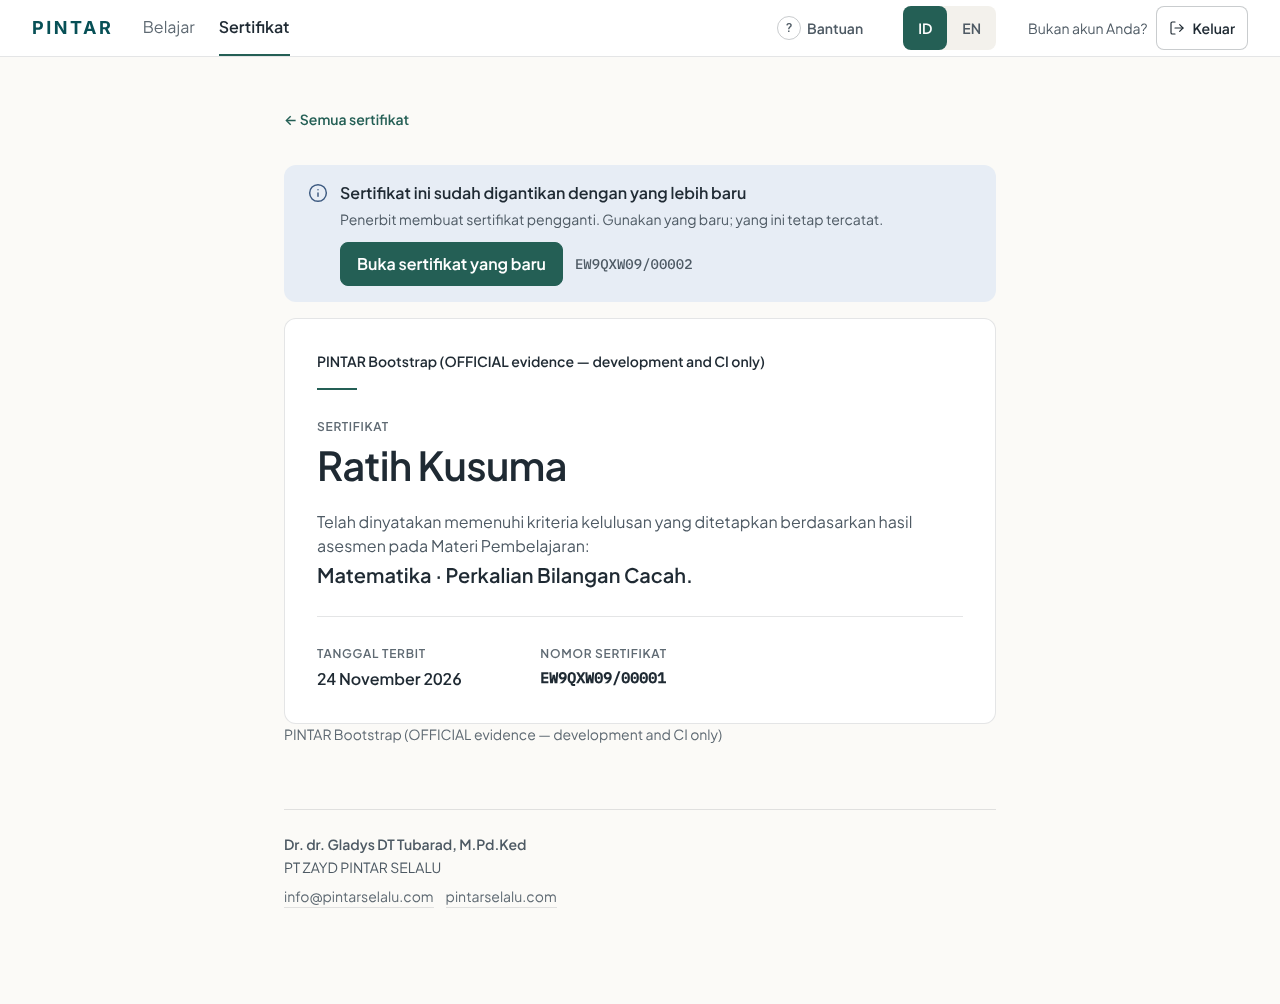 PINTAR Belajar Sertifikat ? Bantuan ID EN Bukan akun Anda? Keluar
← Semua sertifikat
Sertifikat ini sudah digantikan dengan yang lebih baru
Penerbit membuat sertifikat pengganti. Gunakan yang baru; yang ini tetap tercatat.
Buka sertifikat yang baru EW9QXW09/00002
PINTAR Bootstrap (OFFICIAL evidence — development and CI only)
SERTIFIKAT
Ratih Kusuma
Telah dinyatakan memenuhi kriteria kelulusan yang ditetapkan berdasarkan hasil
asesmen pada Materi Pembelajaran:
Matematika · Perkalian Bilangan Cacah.
TANGGAL TERBIT NOMOR SERTIFIKAT
24 November 2026 EW9QXW09/00001
PINTAR Bootstrap (OFFICIAL evidence — development and CI only)
Dr. dr. Gladys DT Tubarad, M.Pd.Ked
PT ZAYD PINTAR SELALU
info@pintarselalu.com pintarselalu.com